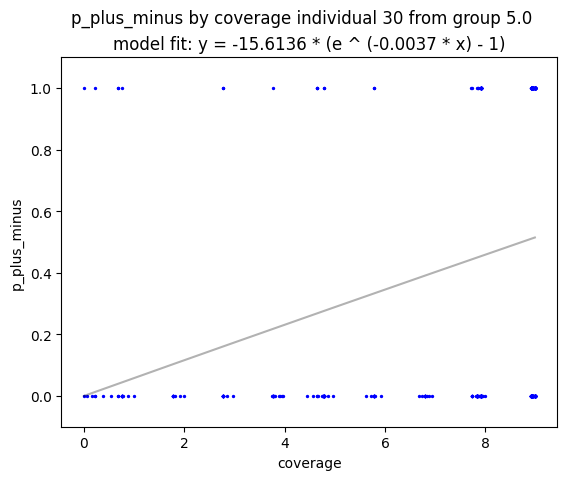 p_plus_minus by coverage individual 30 from group 5.0
model fit: y = -15.6136 * (e ^ (-0.0037 * x) - 1)
1.0
0.8
0.6
0.4
0.2
0.0
p_plus_minus
0 2 4 6 8
coverage